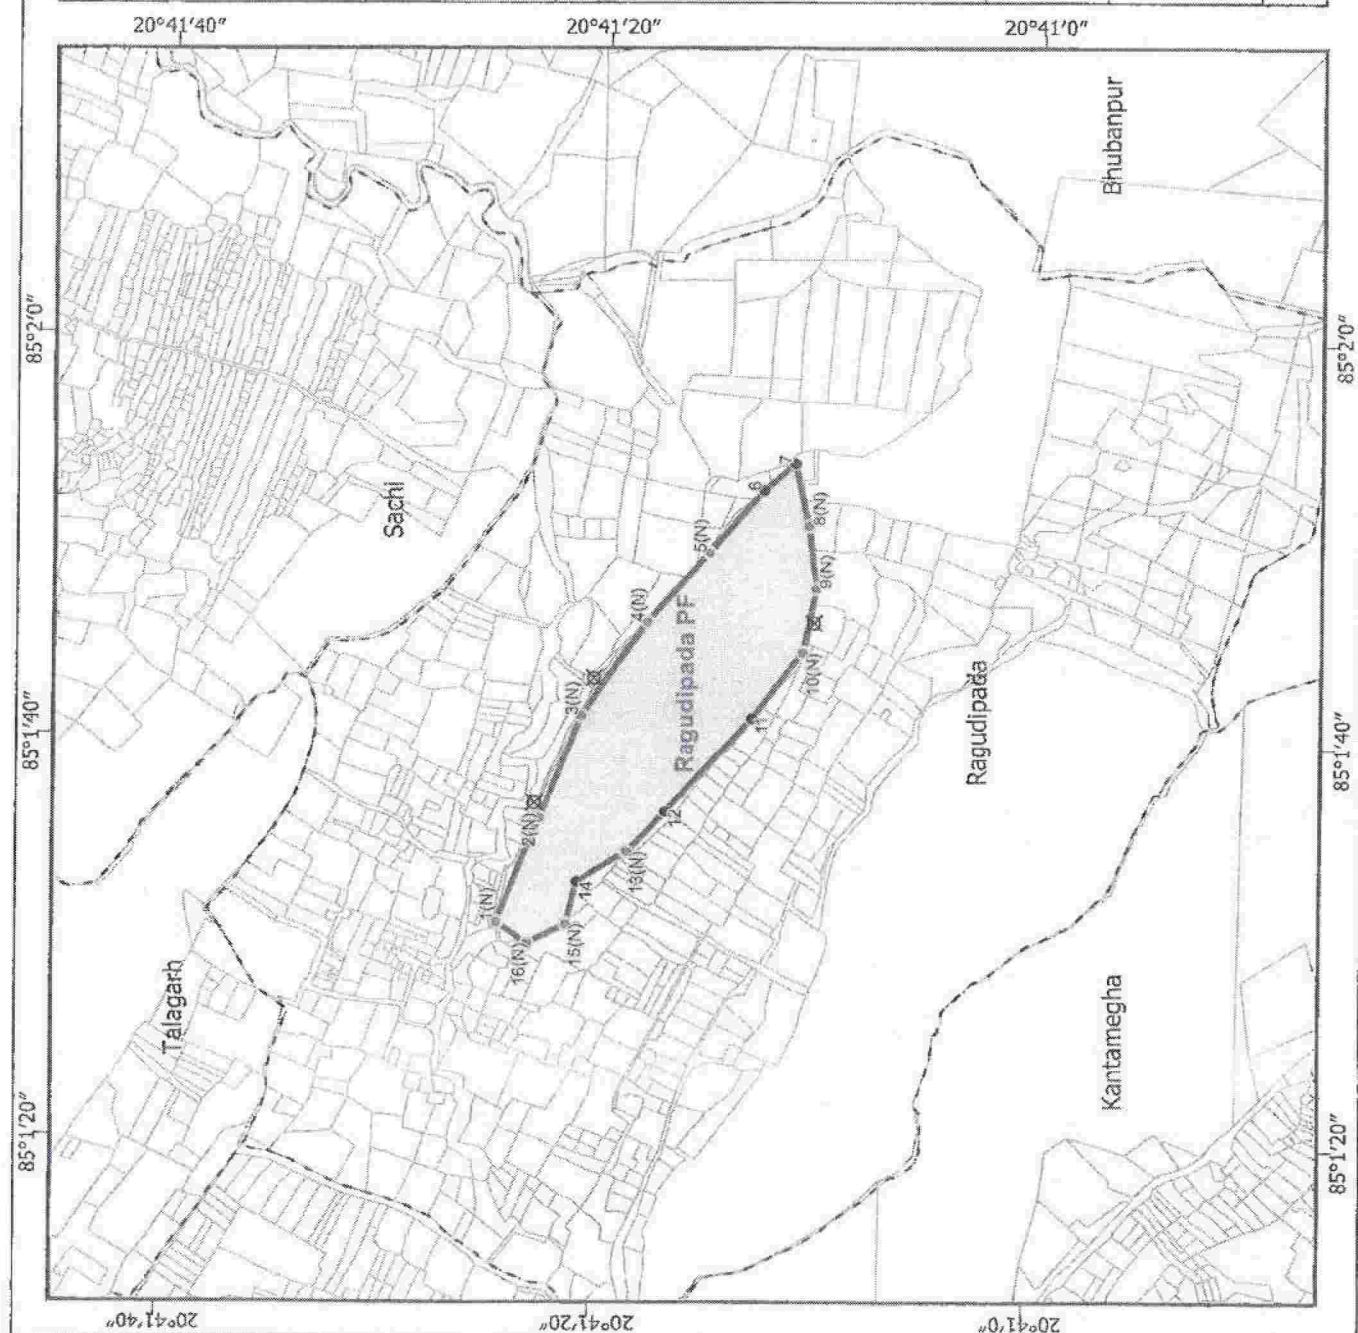 20°41'40"
20°41'20"
20°41'0"
85°2'0"
85°1'40"
85°1'20"
Bhubanpur
Sachi
Talagarh
Ragudipada PF
Ragudipada
Kantamegha
1(N)
2(N)
3(N)
4(N)
5(N)
6
7
8(N)
9(N)
10(N)
11
12
13(N)
14
15(N)
16(N)
85°2'0"
85°1'40"
85°1'20"
20°41'40"
20°41'20"
20°41'0"